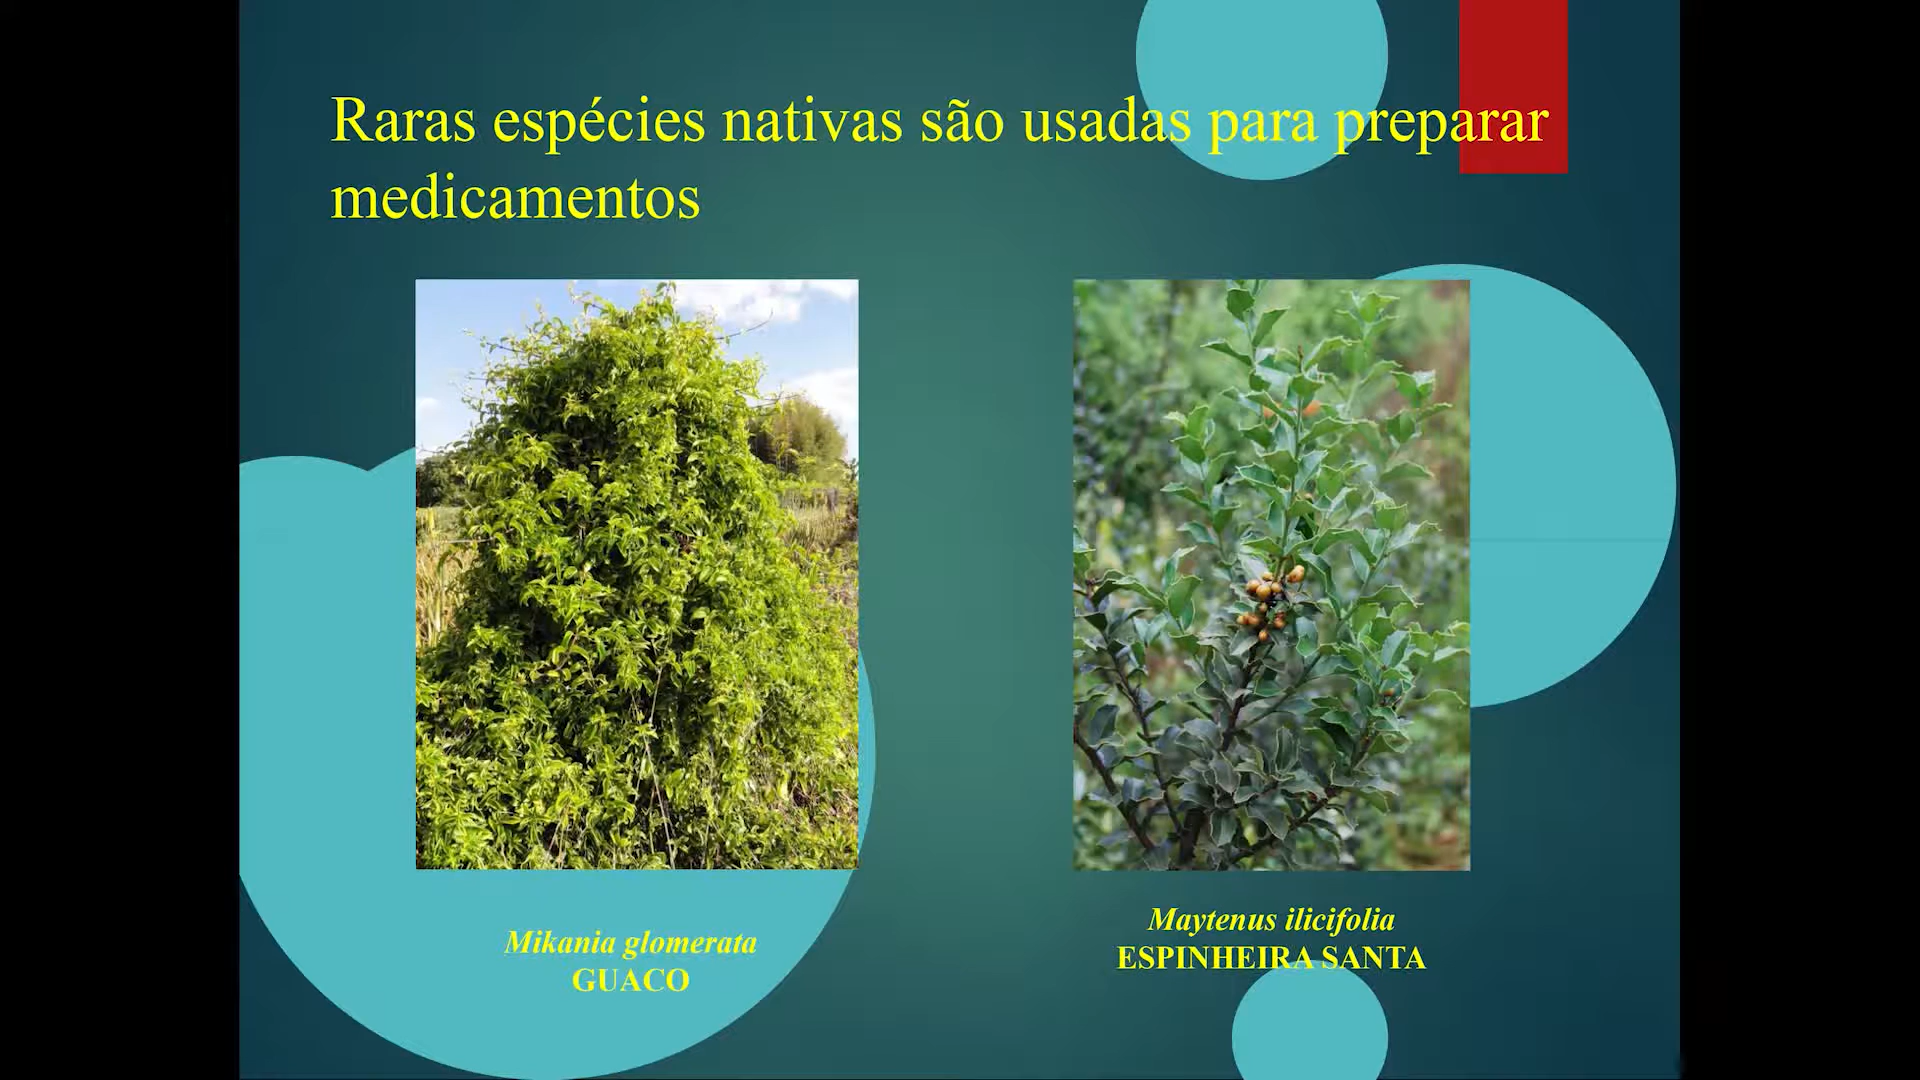 Raras espécies nativas são usadas para preparar
medicamentos
Mikania glomerata
GUACO
Maytenus ilicifolia
ESPINHEIRA SANTA